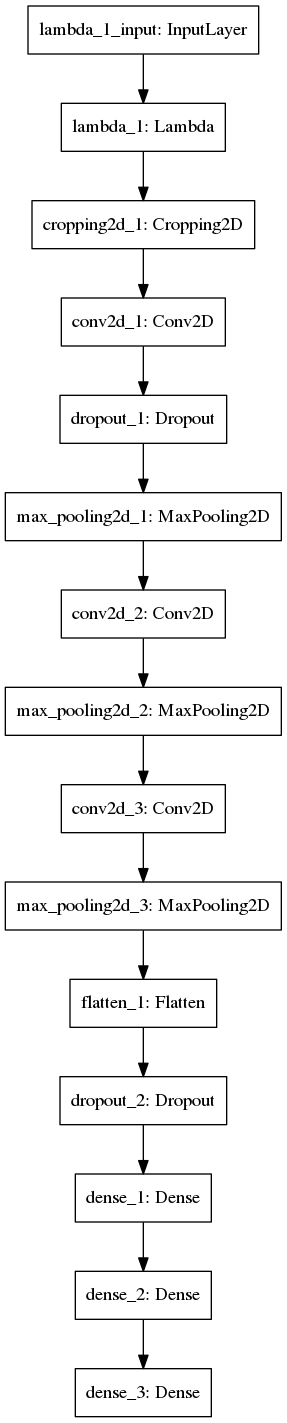 lambda_1_input: InputLayer
lambda_1: Lambda
cropping2d_1: Cropping2D
conv2d_1: Conv2D
dropout_1: Dropout
max_pooling2d_1: MaxPooling2D
conv2d_2: Conv2D
max_pooling2d_2: MaxPooling2D
conv2d_3: Conv2D
max_pooling2d_3: MaxPooling2D
flatten_1: Flatten
dropout_2: Dropout
dense_1: Dense
dense_2: Dense
dense_3: Dense